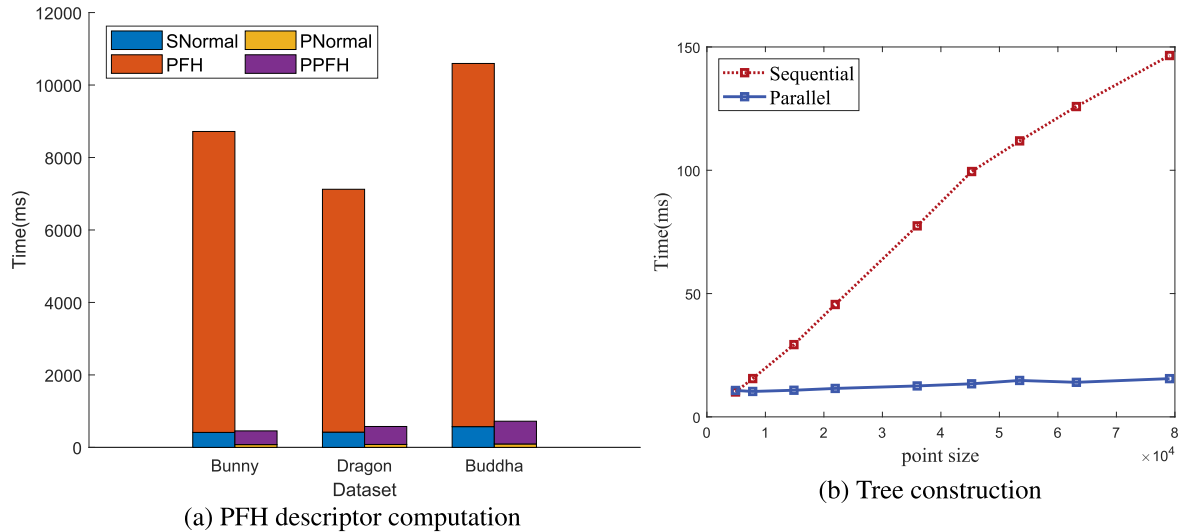 12000
10000
8000
6000
4000
2000
0
Time(ms)
SNormal PNormal
PFH PPFH
Bunny Dragon Buddha
Dataset
(a) PFH descriptor computation
150
100
50
0
Time(ms)
Sequential
Parallel
0 1 2 3 4 5 6 7 8
×10⁴
point size
(b) Tree construction